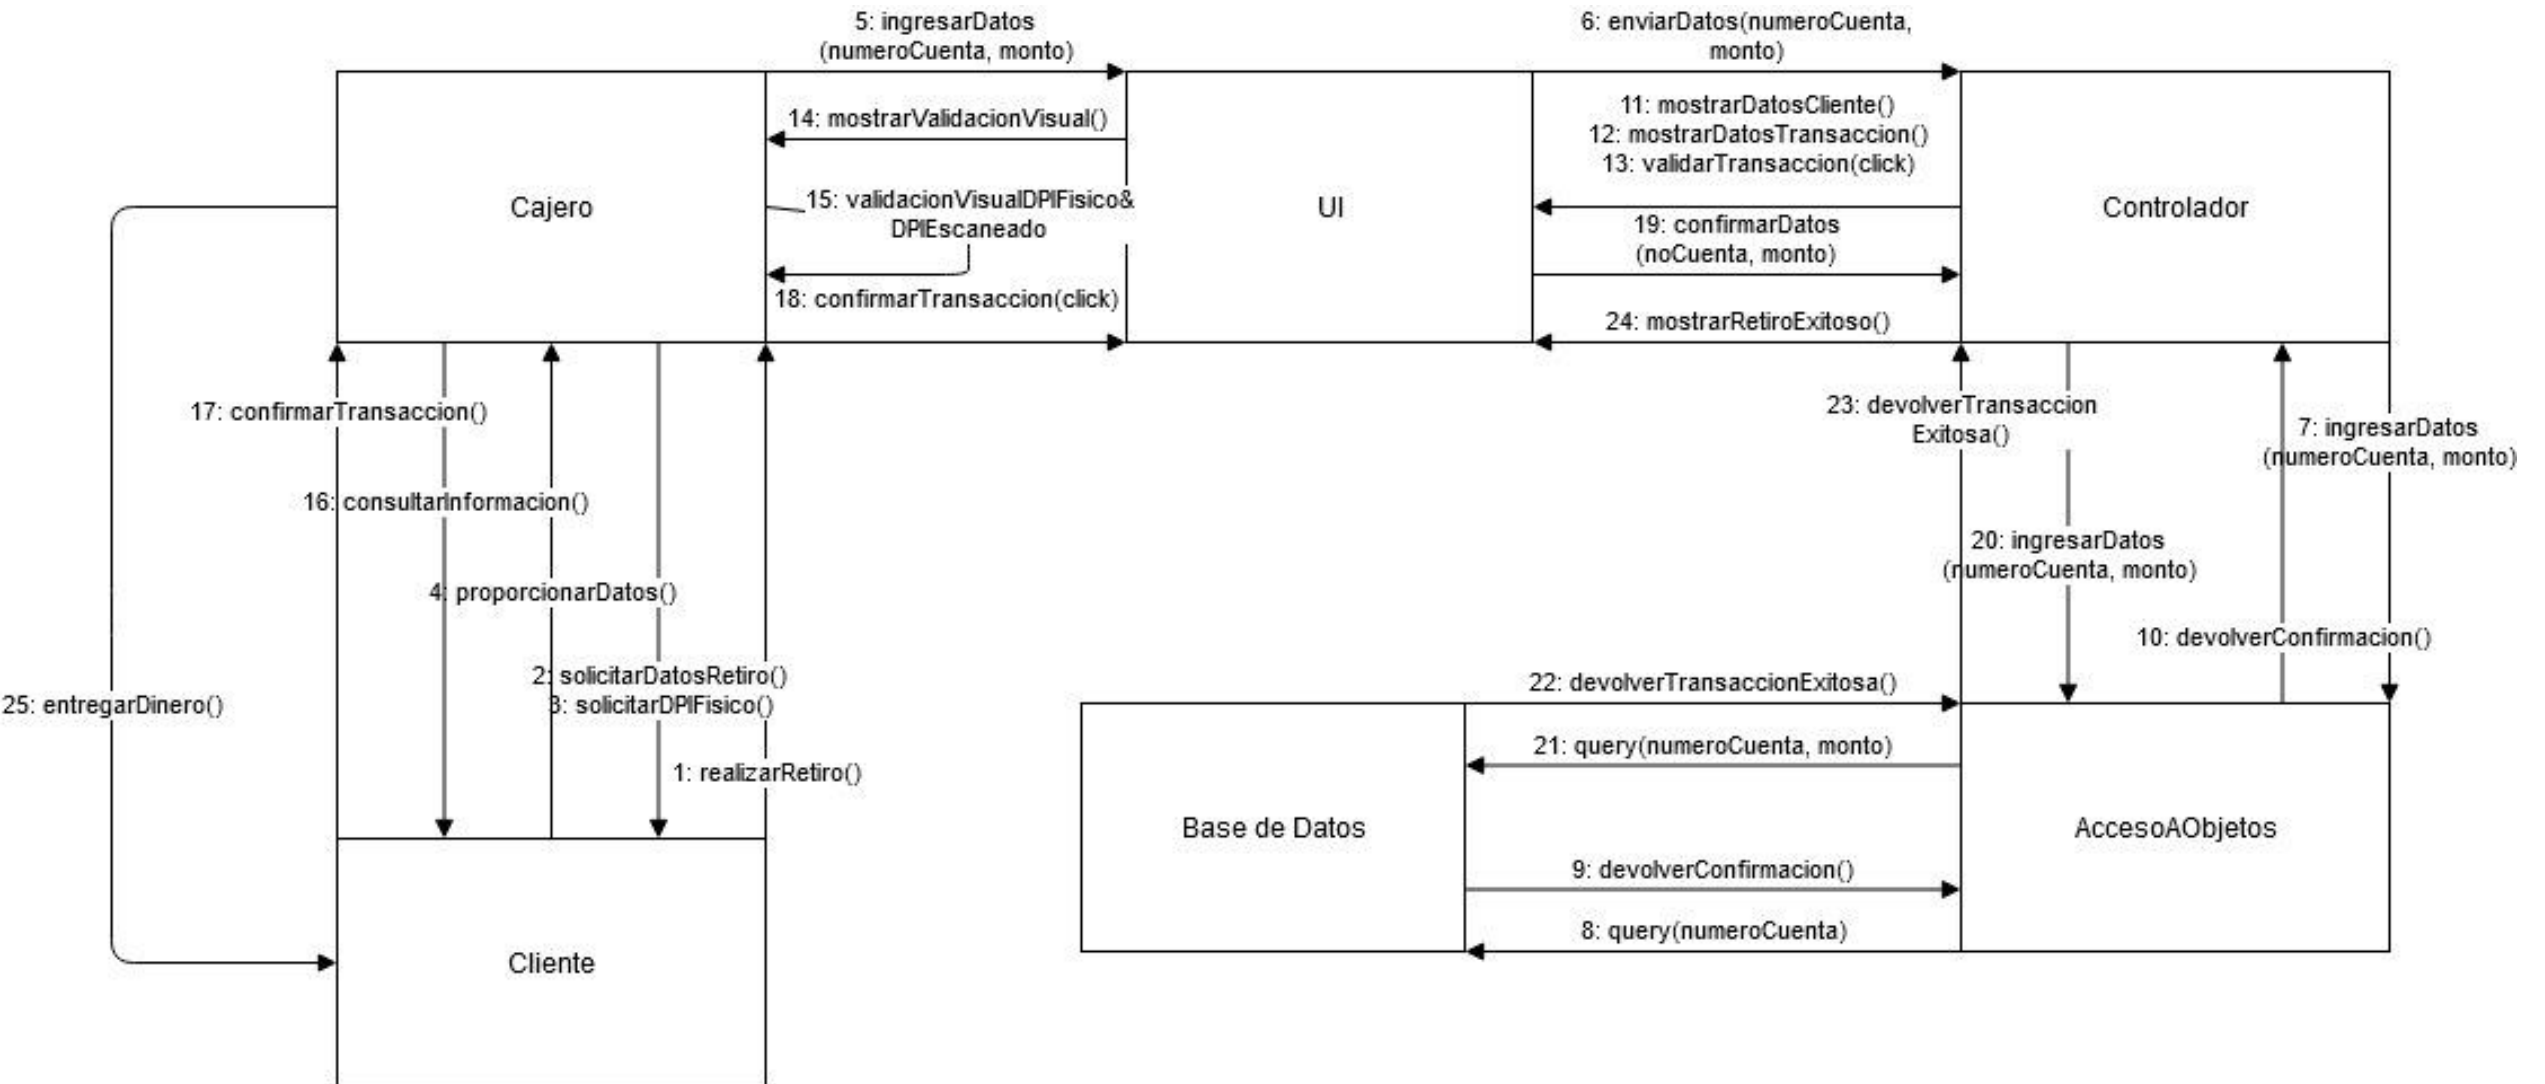 5: ingresarDatos
(numeroCuenta, monto)
6: enviarDatos(numeroCuenta,
monto)
14: mostrarValidacionVisual()
11: mostrarDatosCliente()
12: mostrarDatosTransaccion()
13: validarTransaccion(click)
Cajero
15: validacionVisualDPIFisico&
DPIEscaneado
UI
Controlador
19: confirmarDatos
(noCuenta, monto)
18: confirmarTransaccion(click)
24: mostrarRetiroExitoso()
17: confirmarTransaccion()
23: devolverTransaccion
Exitosa()
7: ingresarDatos
(numeroCuenta, monto)
16: consultarInformacion()
20: ingresarDatos
(numeroCuenta, monto)
4: proporcionarDatos()
10: devolverConfirmacion()
2: solicitarDatosRetiro()
3: solicitarDPIFisico()
25: entregarDinero()
22: devolverTransaccionExitosa()
21: query(numeroCuenta, monto)
1: realizarRetiro()
Base de Datos
AccesoAObjetos
9: devolverConfirmacion()
8: query(numeroCuenta)
Cliente